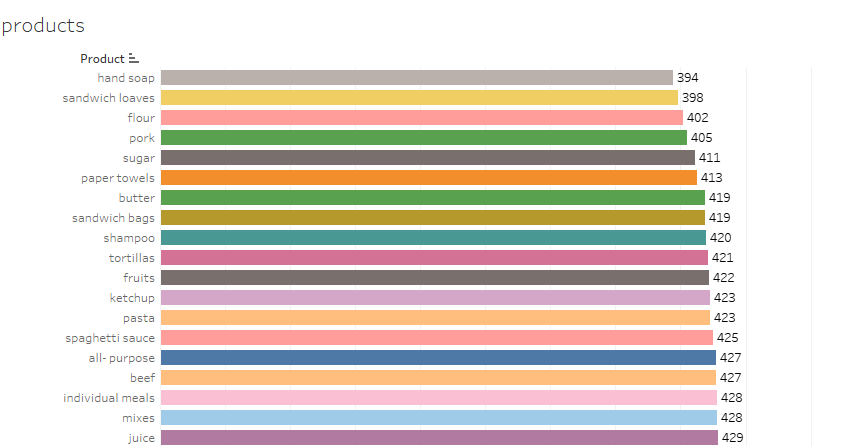 products
Product
hand soap 394
sandwich loaves 398
flour 402
pork 405
sugar 411
paper towels 413
butter 419
sandwich bags 419
shampoo 420
tortillas 421
fruits 422
ketchup 423
pasta 423
spaghetti sauce 425
all- purpose 427
beef 427
individual meals 428
mixes 428
juice 429